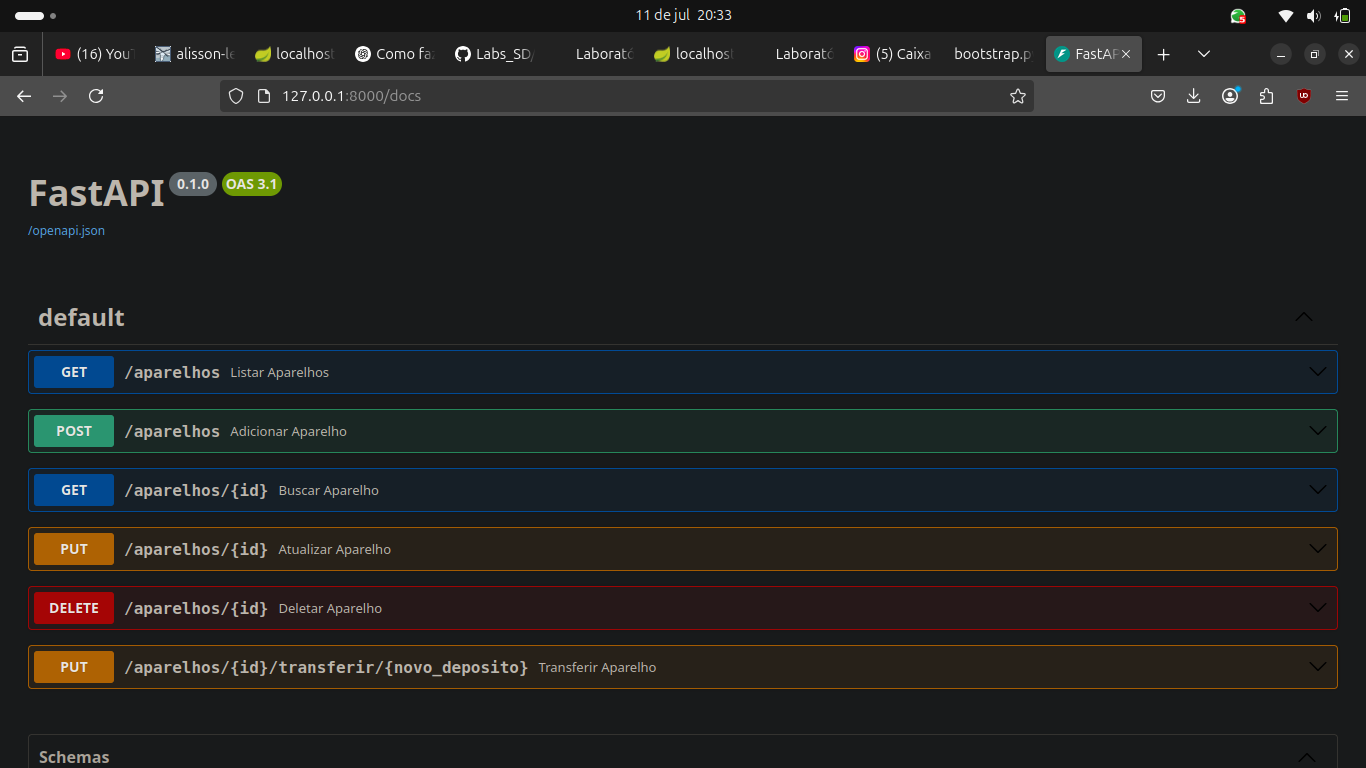 11 de jul 20:33
(16) YouT
alisson-le
localhost
Como fa
Labs_SD/
Laborató
localhost
Laborató
(5) Caixa
bootstrap.p
FastAP
127.0.0.1:8000/docs
FastAPI 0.1.0 OAS 3.1
/openapi.json
default
GET /aparelhos Listar Aparelhos
POST /aparelhos Adicionar Aparelho
GET /aparelhos/{id} Buscar Aparelho
PUT /aparelhos/{id} Atualizar Aparelho
DELETE /aparelhos/{id} Deletar Aparelho
PUT /aparelhos/{id}/transferir/{novo_deposito} Transferir Aparelho
Schemas